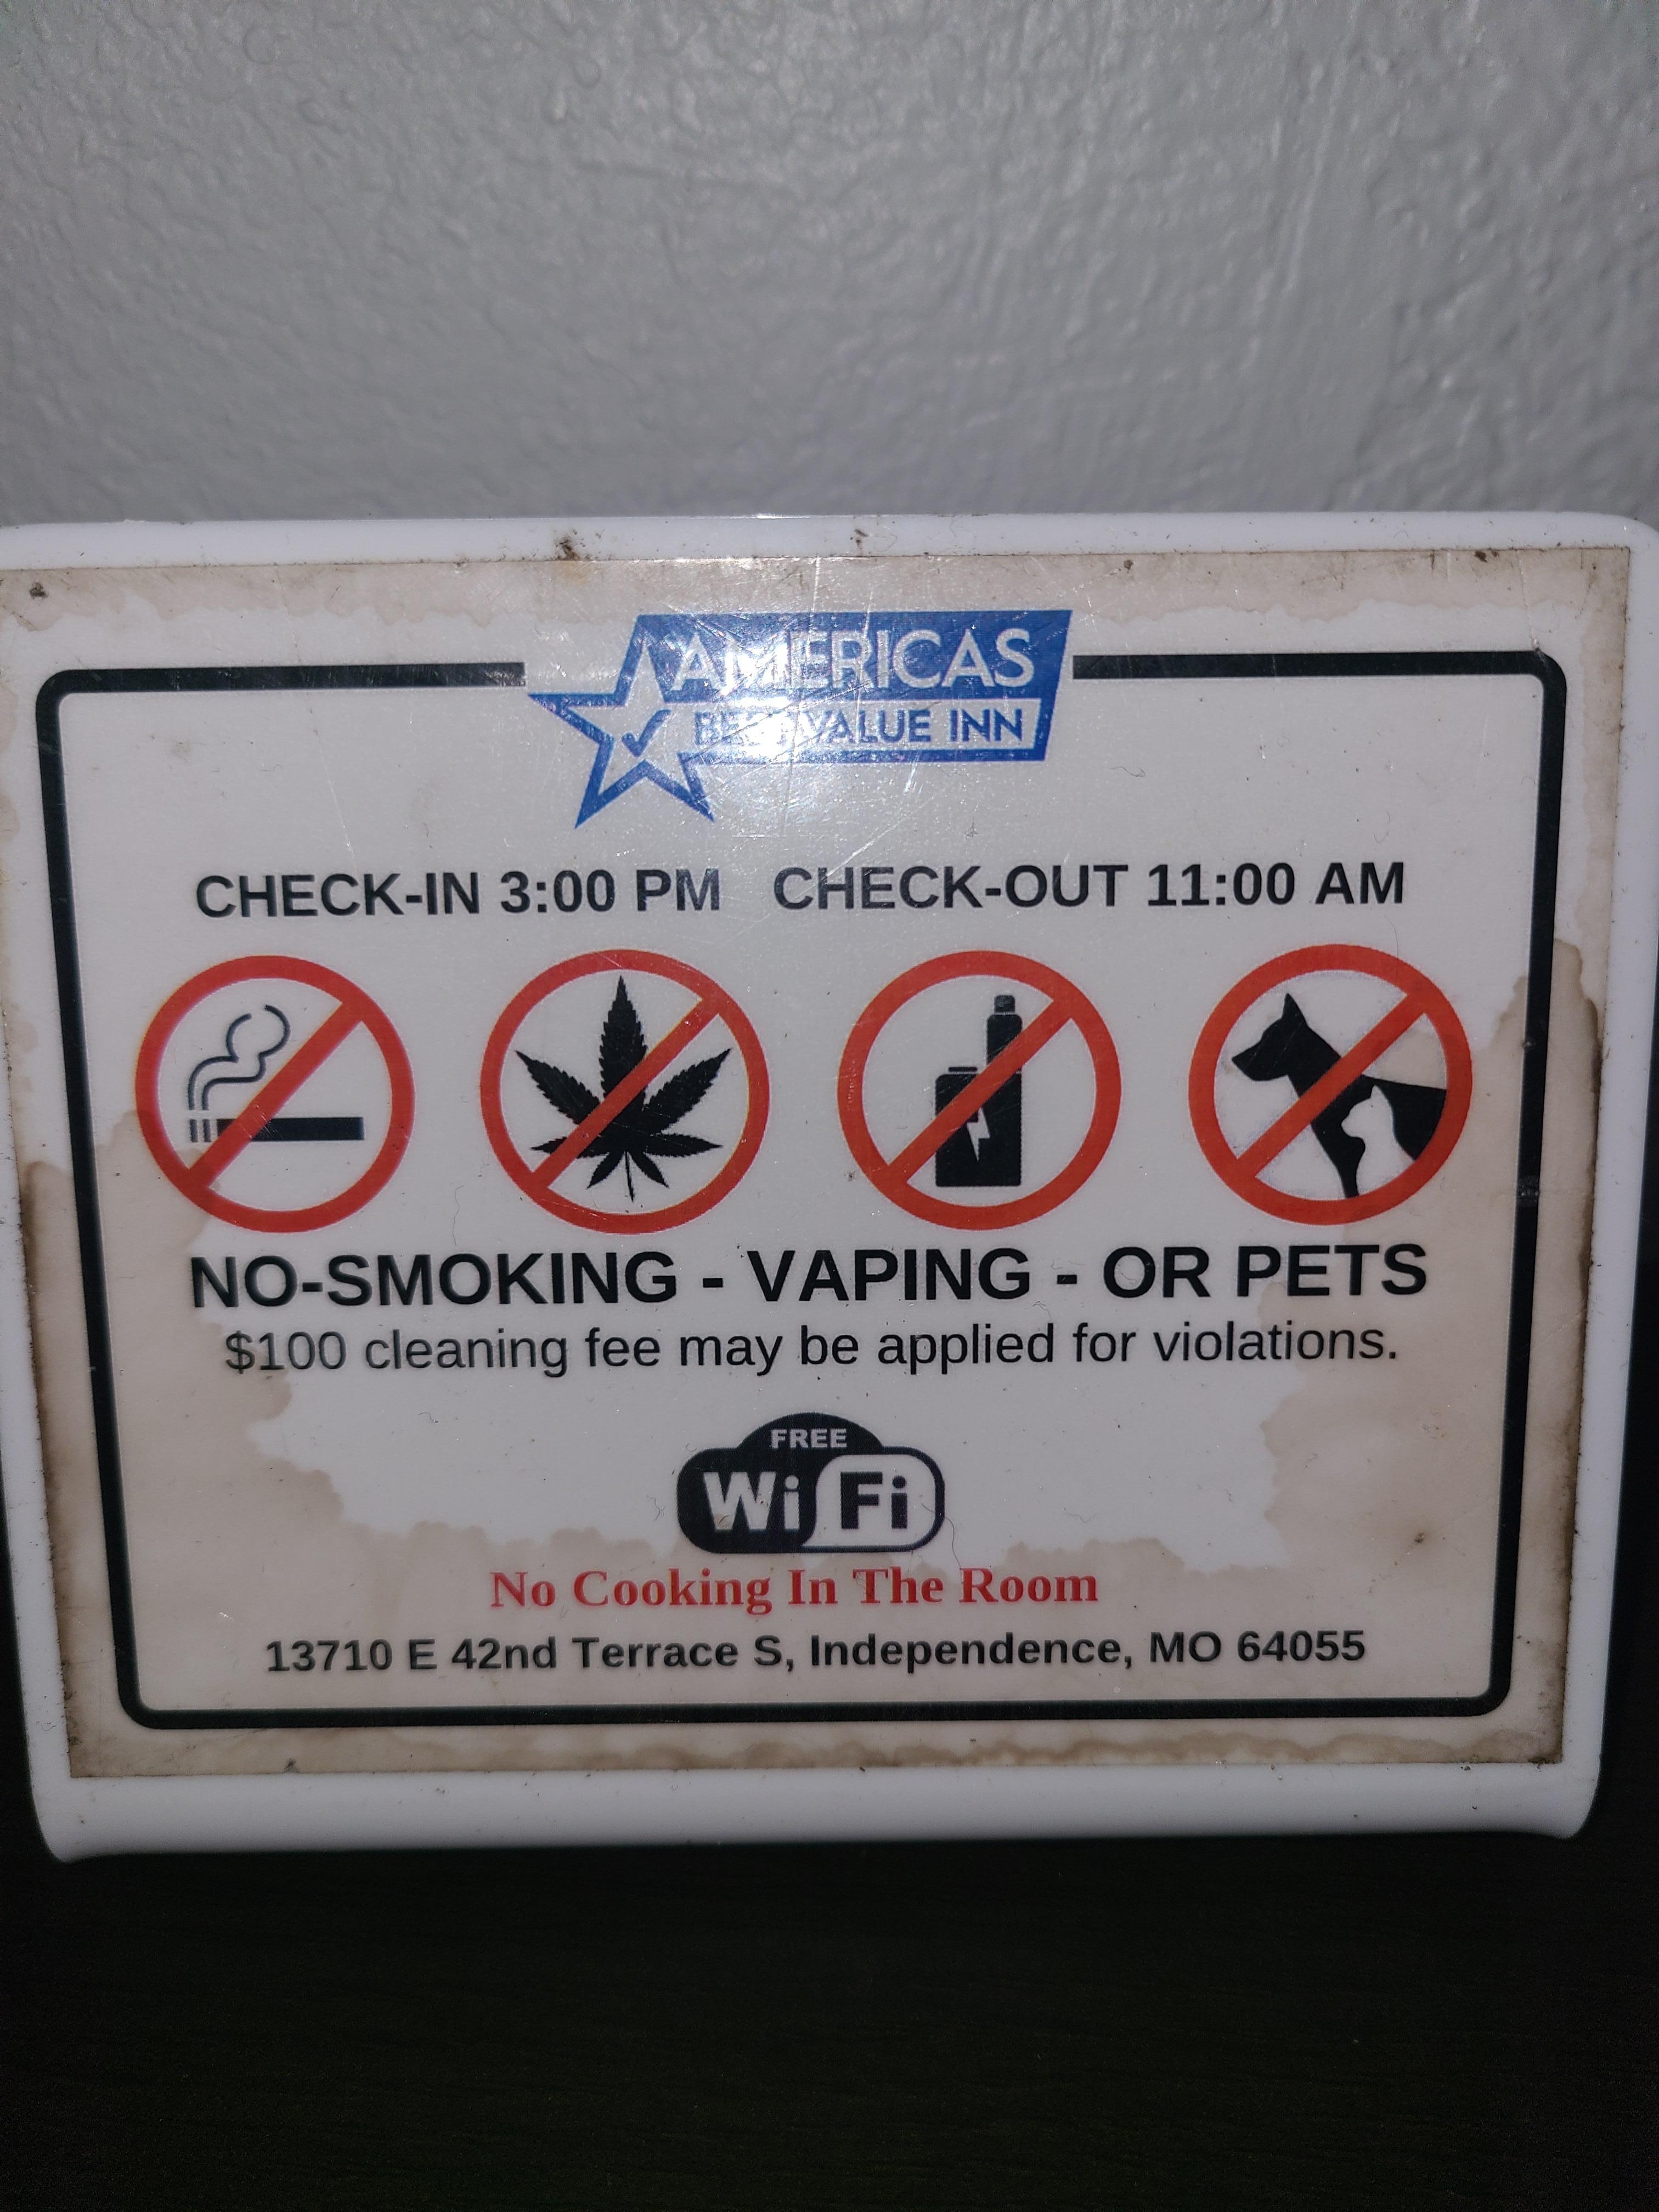 AMERICAS
BEST VALUE INN
CHECK-IN 3:00 PM CHECK-OUT 11:00 AM
NO-SMOKING - VAPING - OR PETS
$100 cleaning fee may be applied for violations.
FREE
Wi Fi
No Cooking In The Room
13710 E 42nd Terrace S, Independence, MO 64055